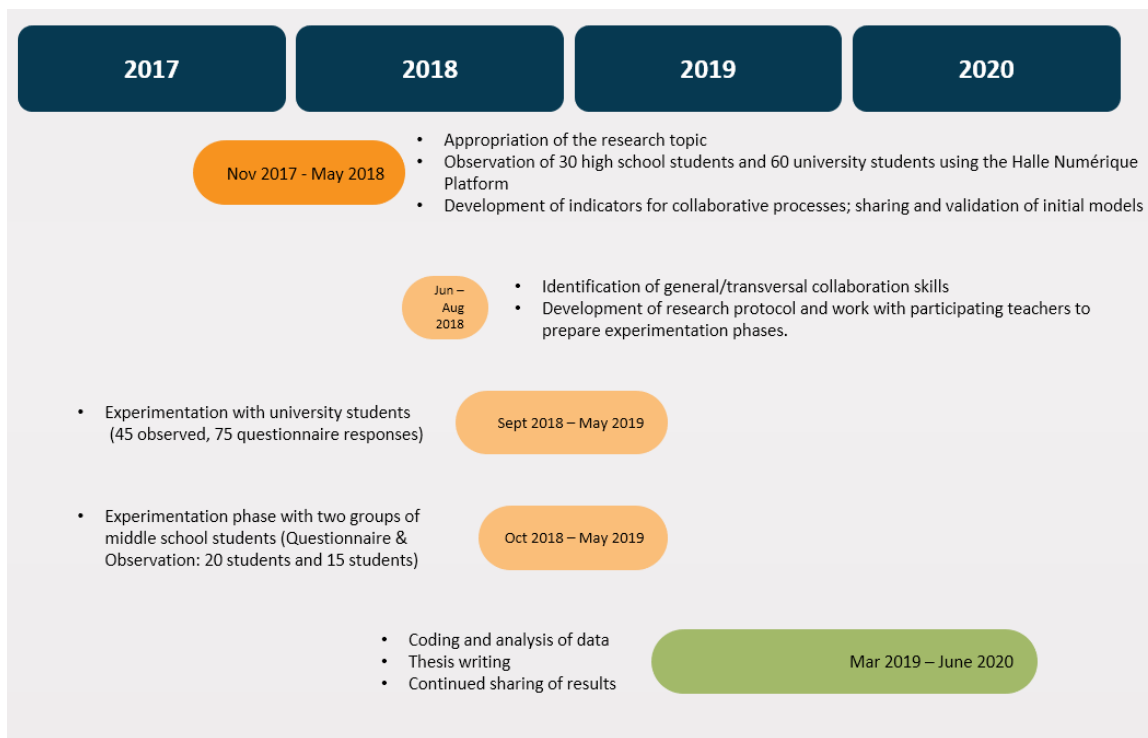 2017
2018
2019
2020
Nov 2017 - May 2018
• Appropriation of the research topic
• Observation of 30 high school students and 60 university students using the Halle Numérique
Platform
• Development of indicators for collaborative processes; sharing and validation of initial models
Jun –
Aug
2018
• Identification of general/transversal collaboration skills
• Development of research protocol and work with participating teachers to
prepare experimentation phases.
• Experimentation with university students
(45 observed, 75 questionnaire responses)
Sept 2018 – May 2019
• Experimentation phase with two groups of
middle school students (Questionnaire &
Observation: 20 students and 15 students)
Oct 2018 – May 2019
• Coding and analysis of data
• Thesis writing
• Continued sharing of results
Mar 2019 – June 2020